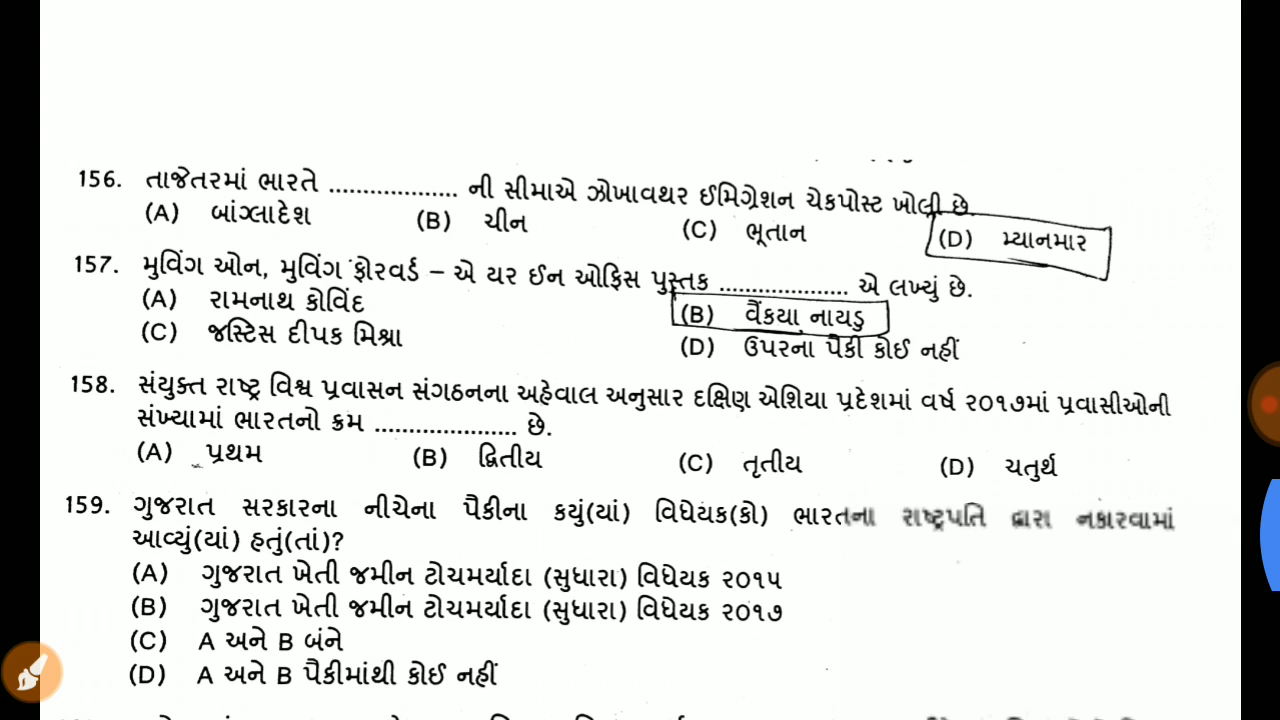 156. તાજેતરમાં ભારતે ................... ની સીમાએ ઝોખાવથર ઈમિગ્રેશન ચેકપોસ્ટ ખોલી છે.
(A) બાંગ્લાદેશ (B) ચીન (C) ભૂતાન (D) મ્યાનમાર
157. મુવિંગ ઓન, મુવિંગ ફોરવર્ડ – એ યર ઈન ઓફિસ પુસ્તક ................... એ લખ્યું છે.
(A) રામનાથ કોવિંદ (B) વૈંકયા નાયડુ
(C) જસ્ટિસ દીપક મિશ્રા (D) ઉપરના પૈકી કોઈ નહીં
158. સંયુક્ત રાષ્ટ્ર વિશ્વ પ્રવાસન સંગઠનના અહેવાલ અનુસાર દક્ષિણ એશિયા પ્રદેશમાં વર્ષ ૨૦૧૭માં પ્રવાસીઓની
સંખ્યામાં ભારતનો ક્રમ ..................... છે.
(A) પ્રથમ (B) દ્વિતીય (C) તૃતીય (D) ચતુર્થ
159. ગુજરાત સરકારના નીચેના પૈકીના કયું(યાં) વિધેયક(કો) ભારતના રાષ્ટ્રપતિ દ્વારા નકારવામાં
આવ્યું(યાં) હતું(તાં)?
(A) ગુજરાત ખેતી જમીન ટોચમર્યાદા (સુધારા) વિધેયક ૨૦૧૫
(B) ગુજરાત ખેતી જમીન ટોચમર્યાદા (સુધારા) વિધેયક ૨૦૧૭
(C) A અને B બંને
(D) A અને B પૈકીમાંથી કોઈ નહીં